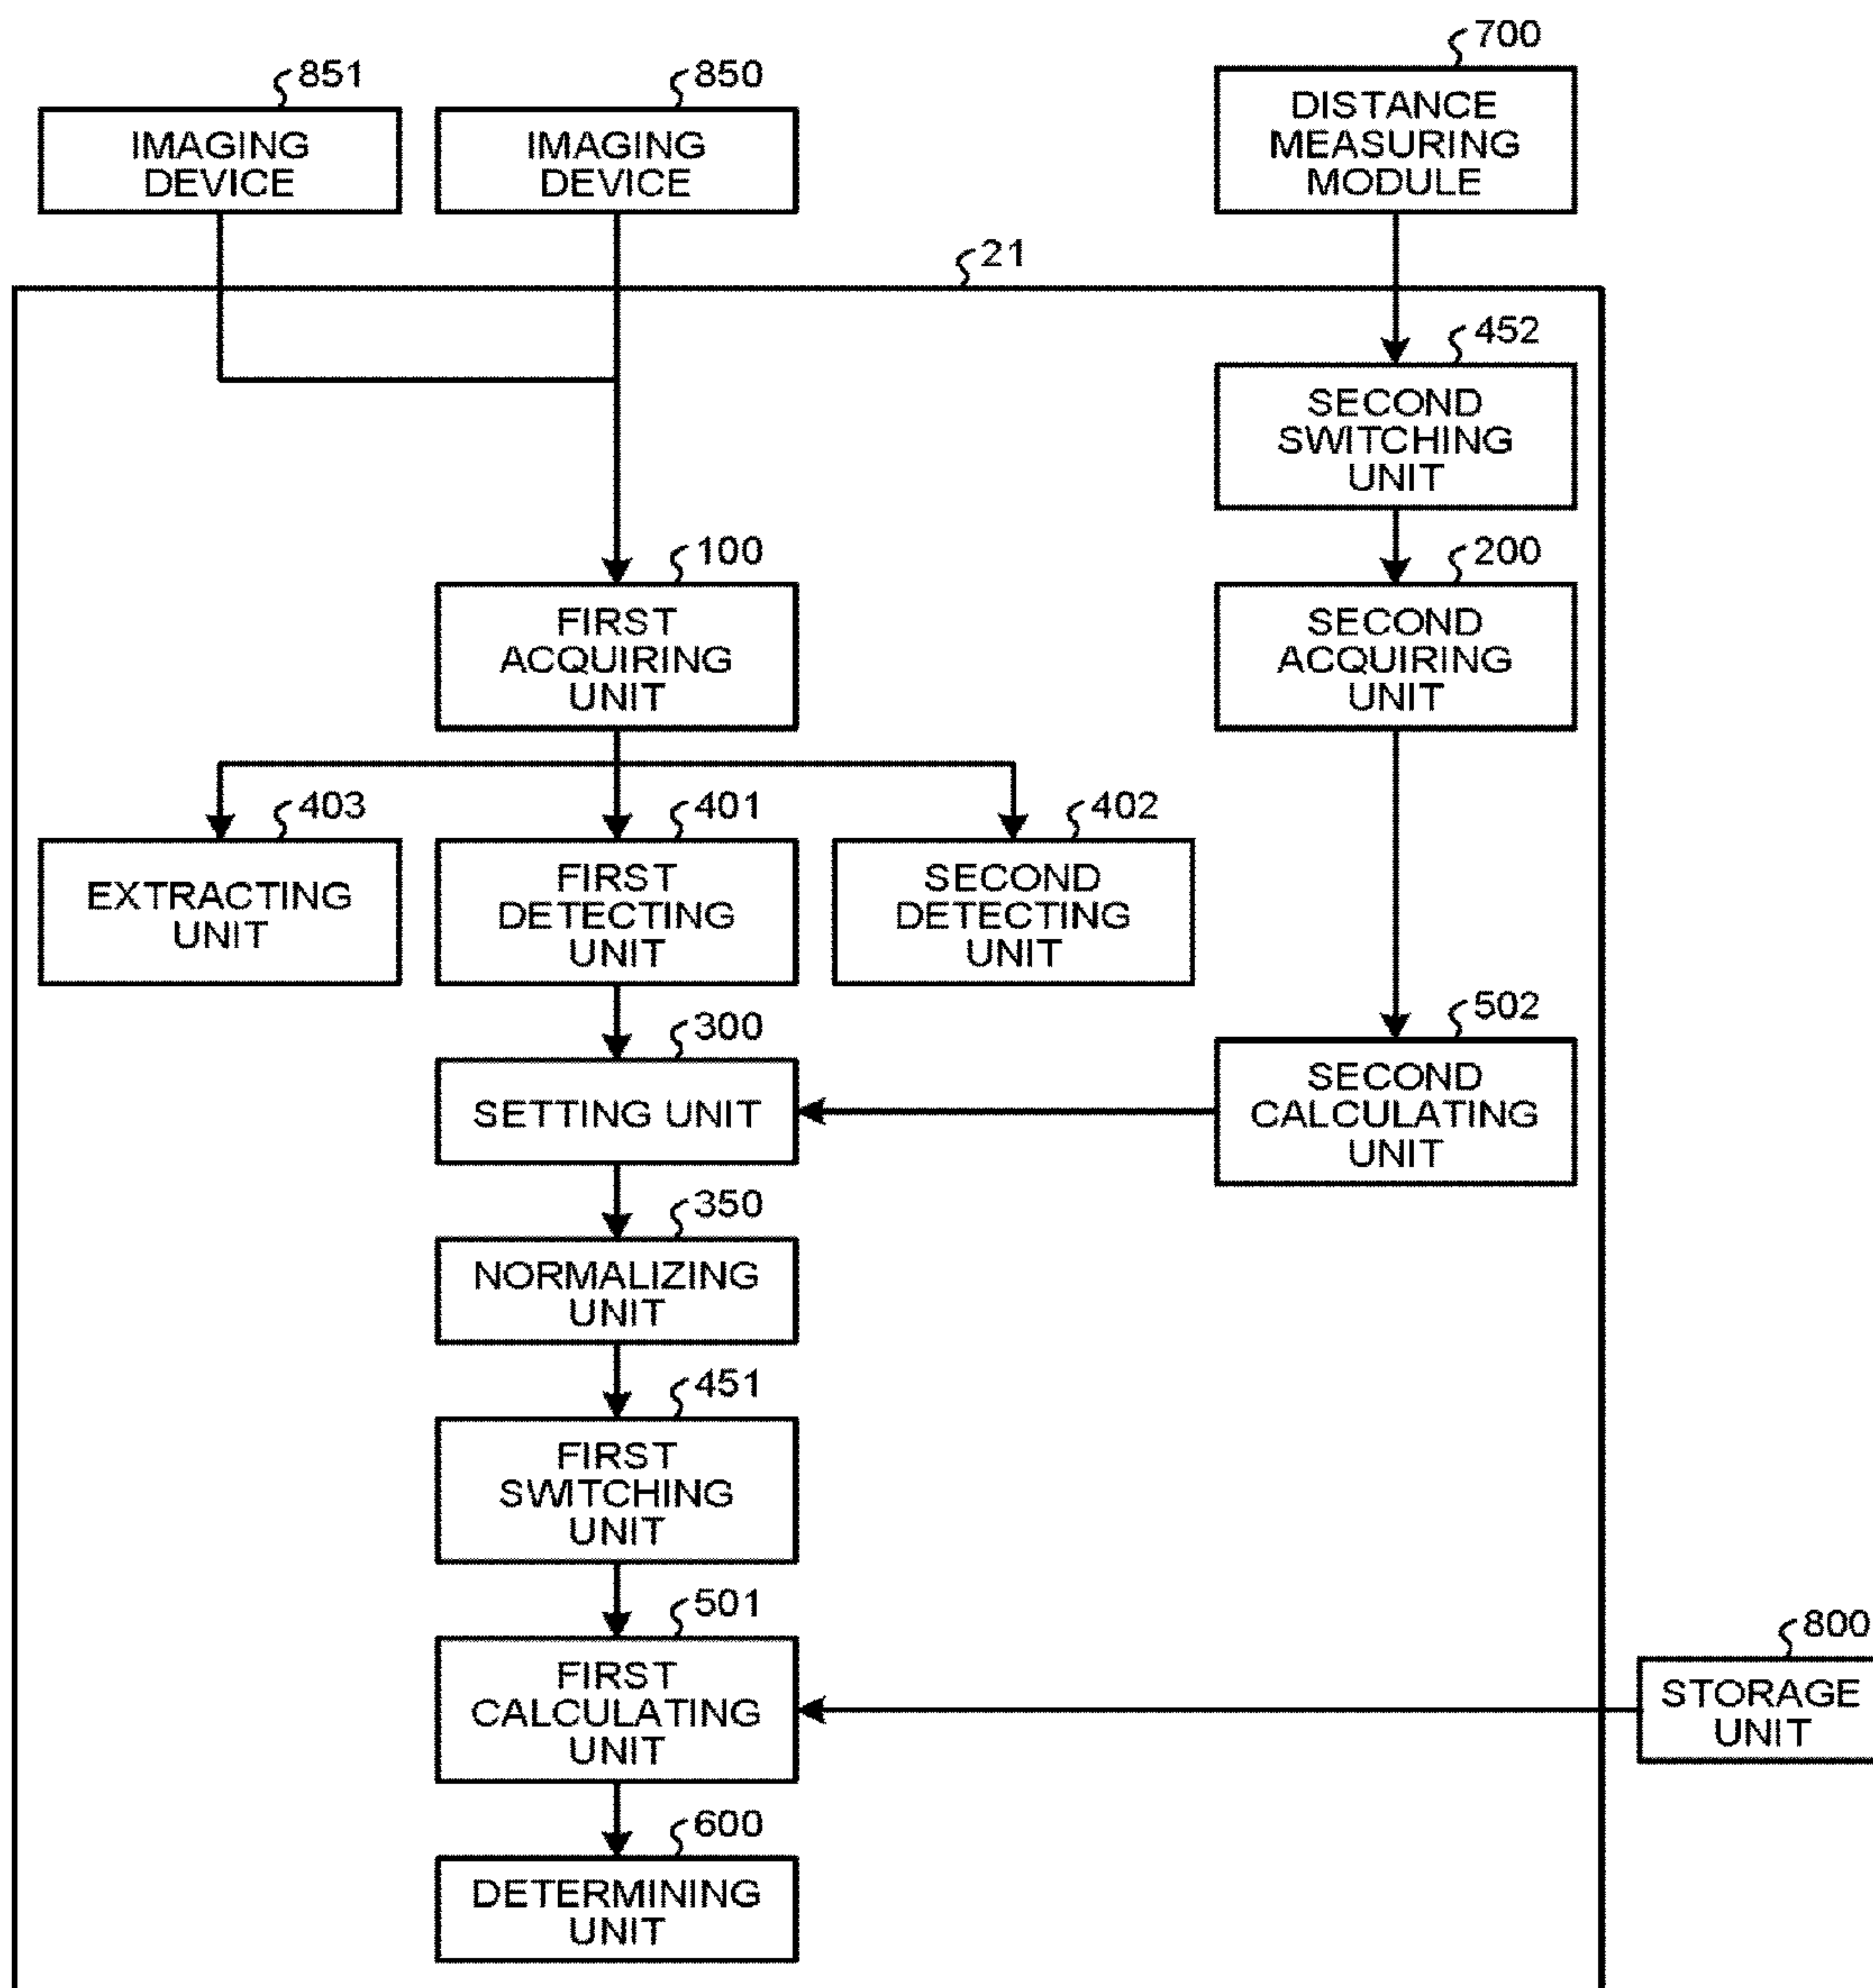 700
851
850
DISTANCE
MEASURING
MODULE
IMAGING
DEVICE
IMAGING
DEVICE
21
452
SECOND
SWITCHING
UNIT
100
200
FIRST
ACQUIRING
UNIT
SECOND
ACQUIRING
UNIT
403
401
402
EXTRACTING
UNIT
FIRST
DETECTING
UNIT
SECOND
DETECTING
UNIT
502
300
SETTING UNIT
SECOND
CALCULATING
UNIT
350
NORMALIZING
UNIT
451
FIRST
SWITCHING
UNIT
501
FIRST
CALCULATING
UNIT
800
STORAGE
UNIT
600
DETERMINING
UNIT